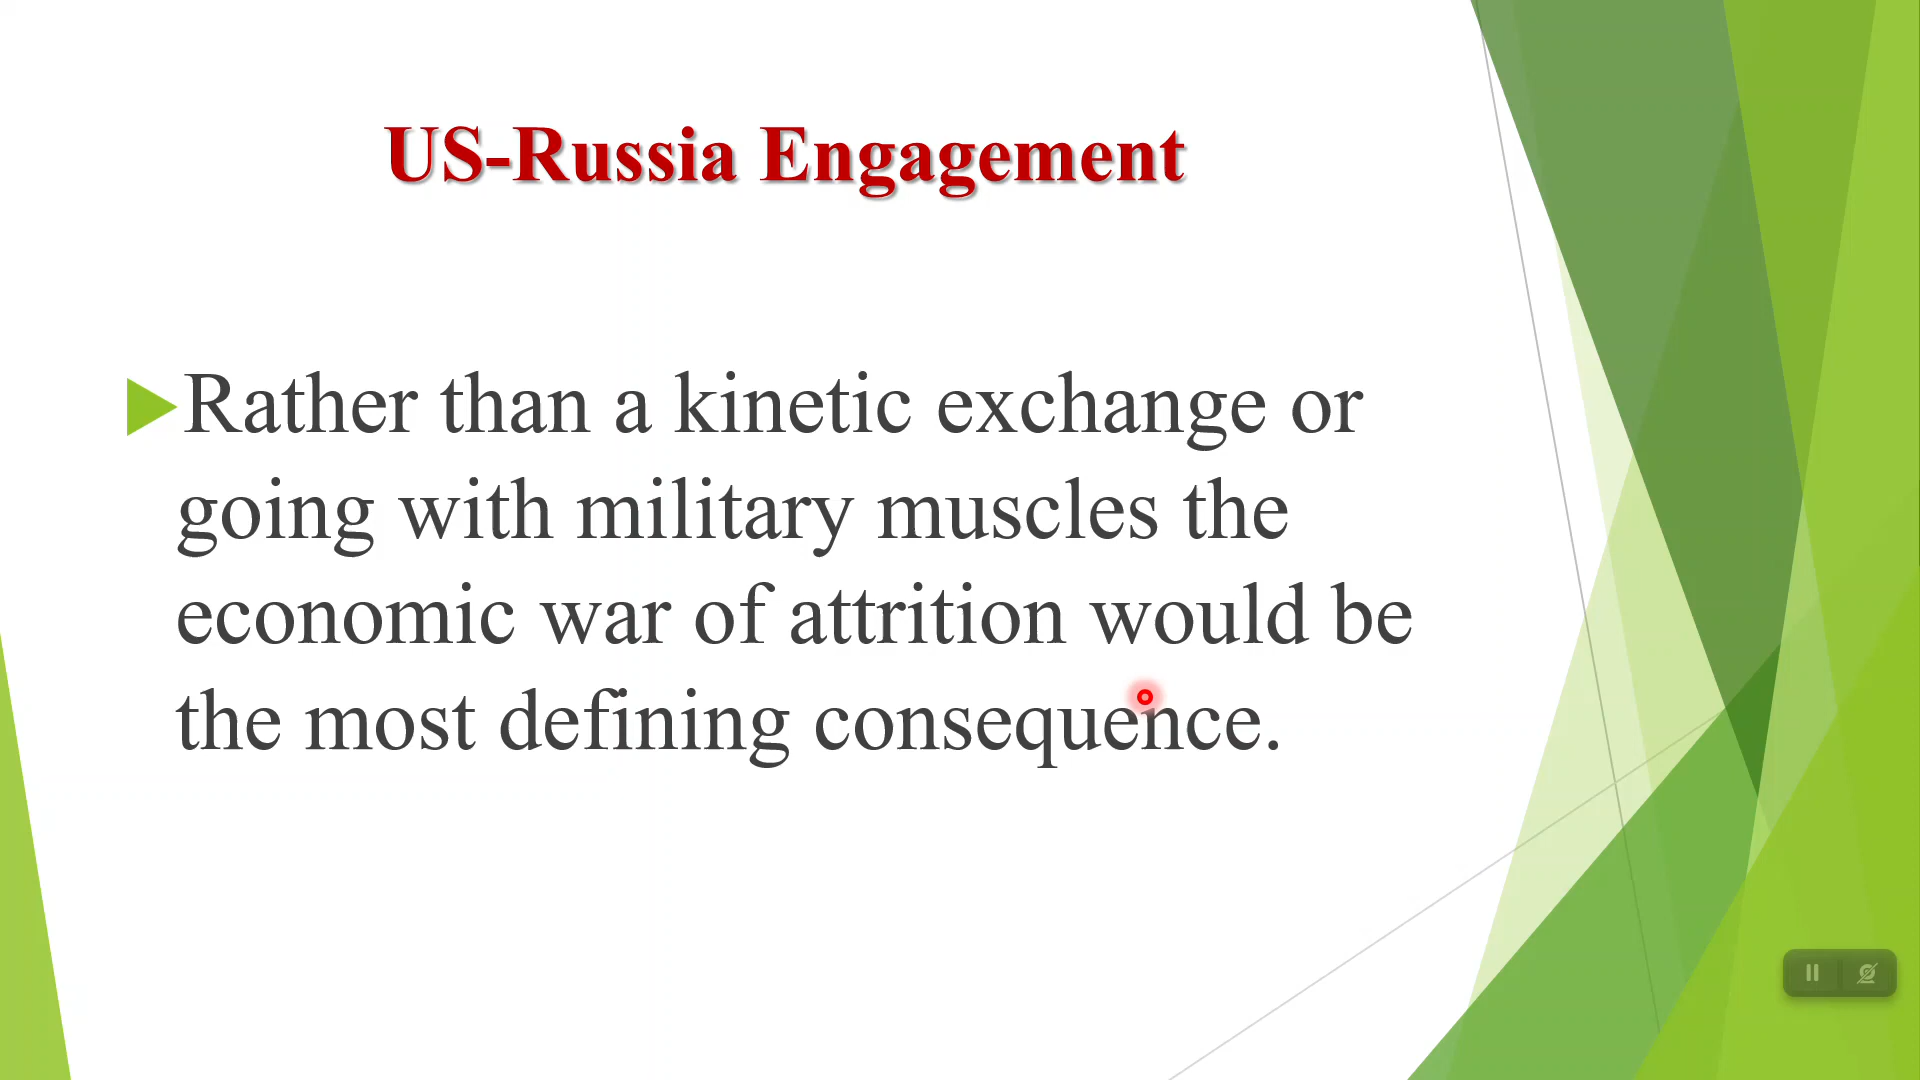 US-Russia Engagement
Rather than a kinetic exchange or
going with military muscles the
economic war of attrition would be
the most defining consequence.